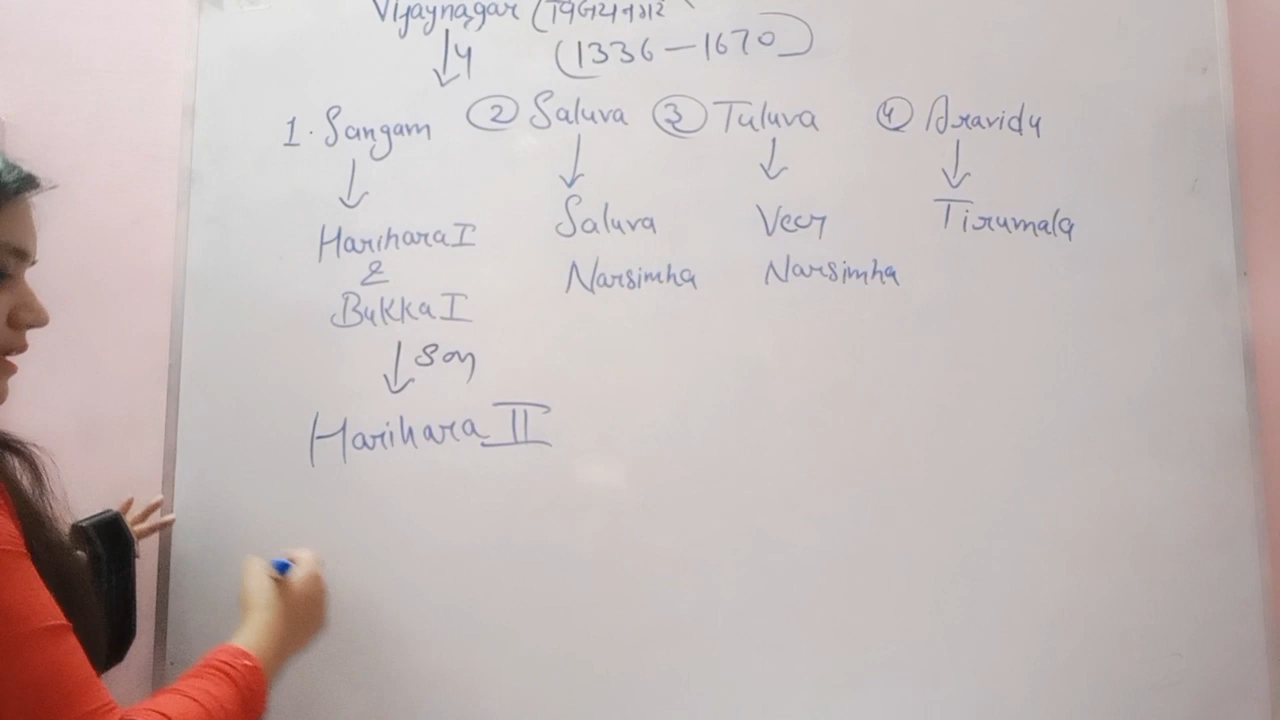 Vijaynagar (विजयनगर
↓4 (1336 – 1670)
1. Sangam ② Saluva ③ Tuluva ④ Aravidu
↓ ↓ ↓ ↓
Harihara I Saluva Veer Tirumala
& Narsimha Narsimha
Bukka I
↓ Son
Harihara II